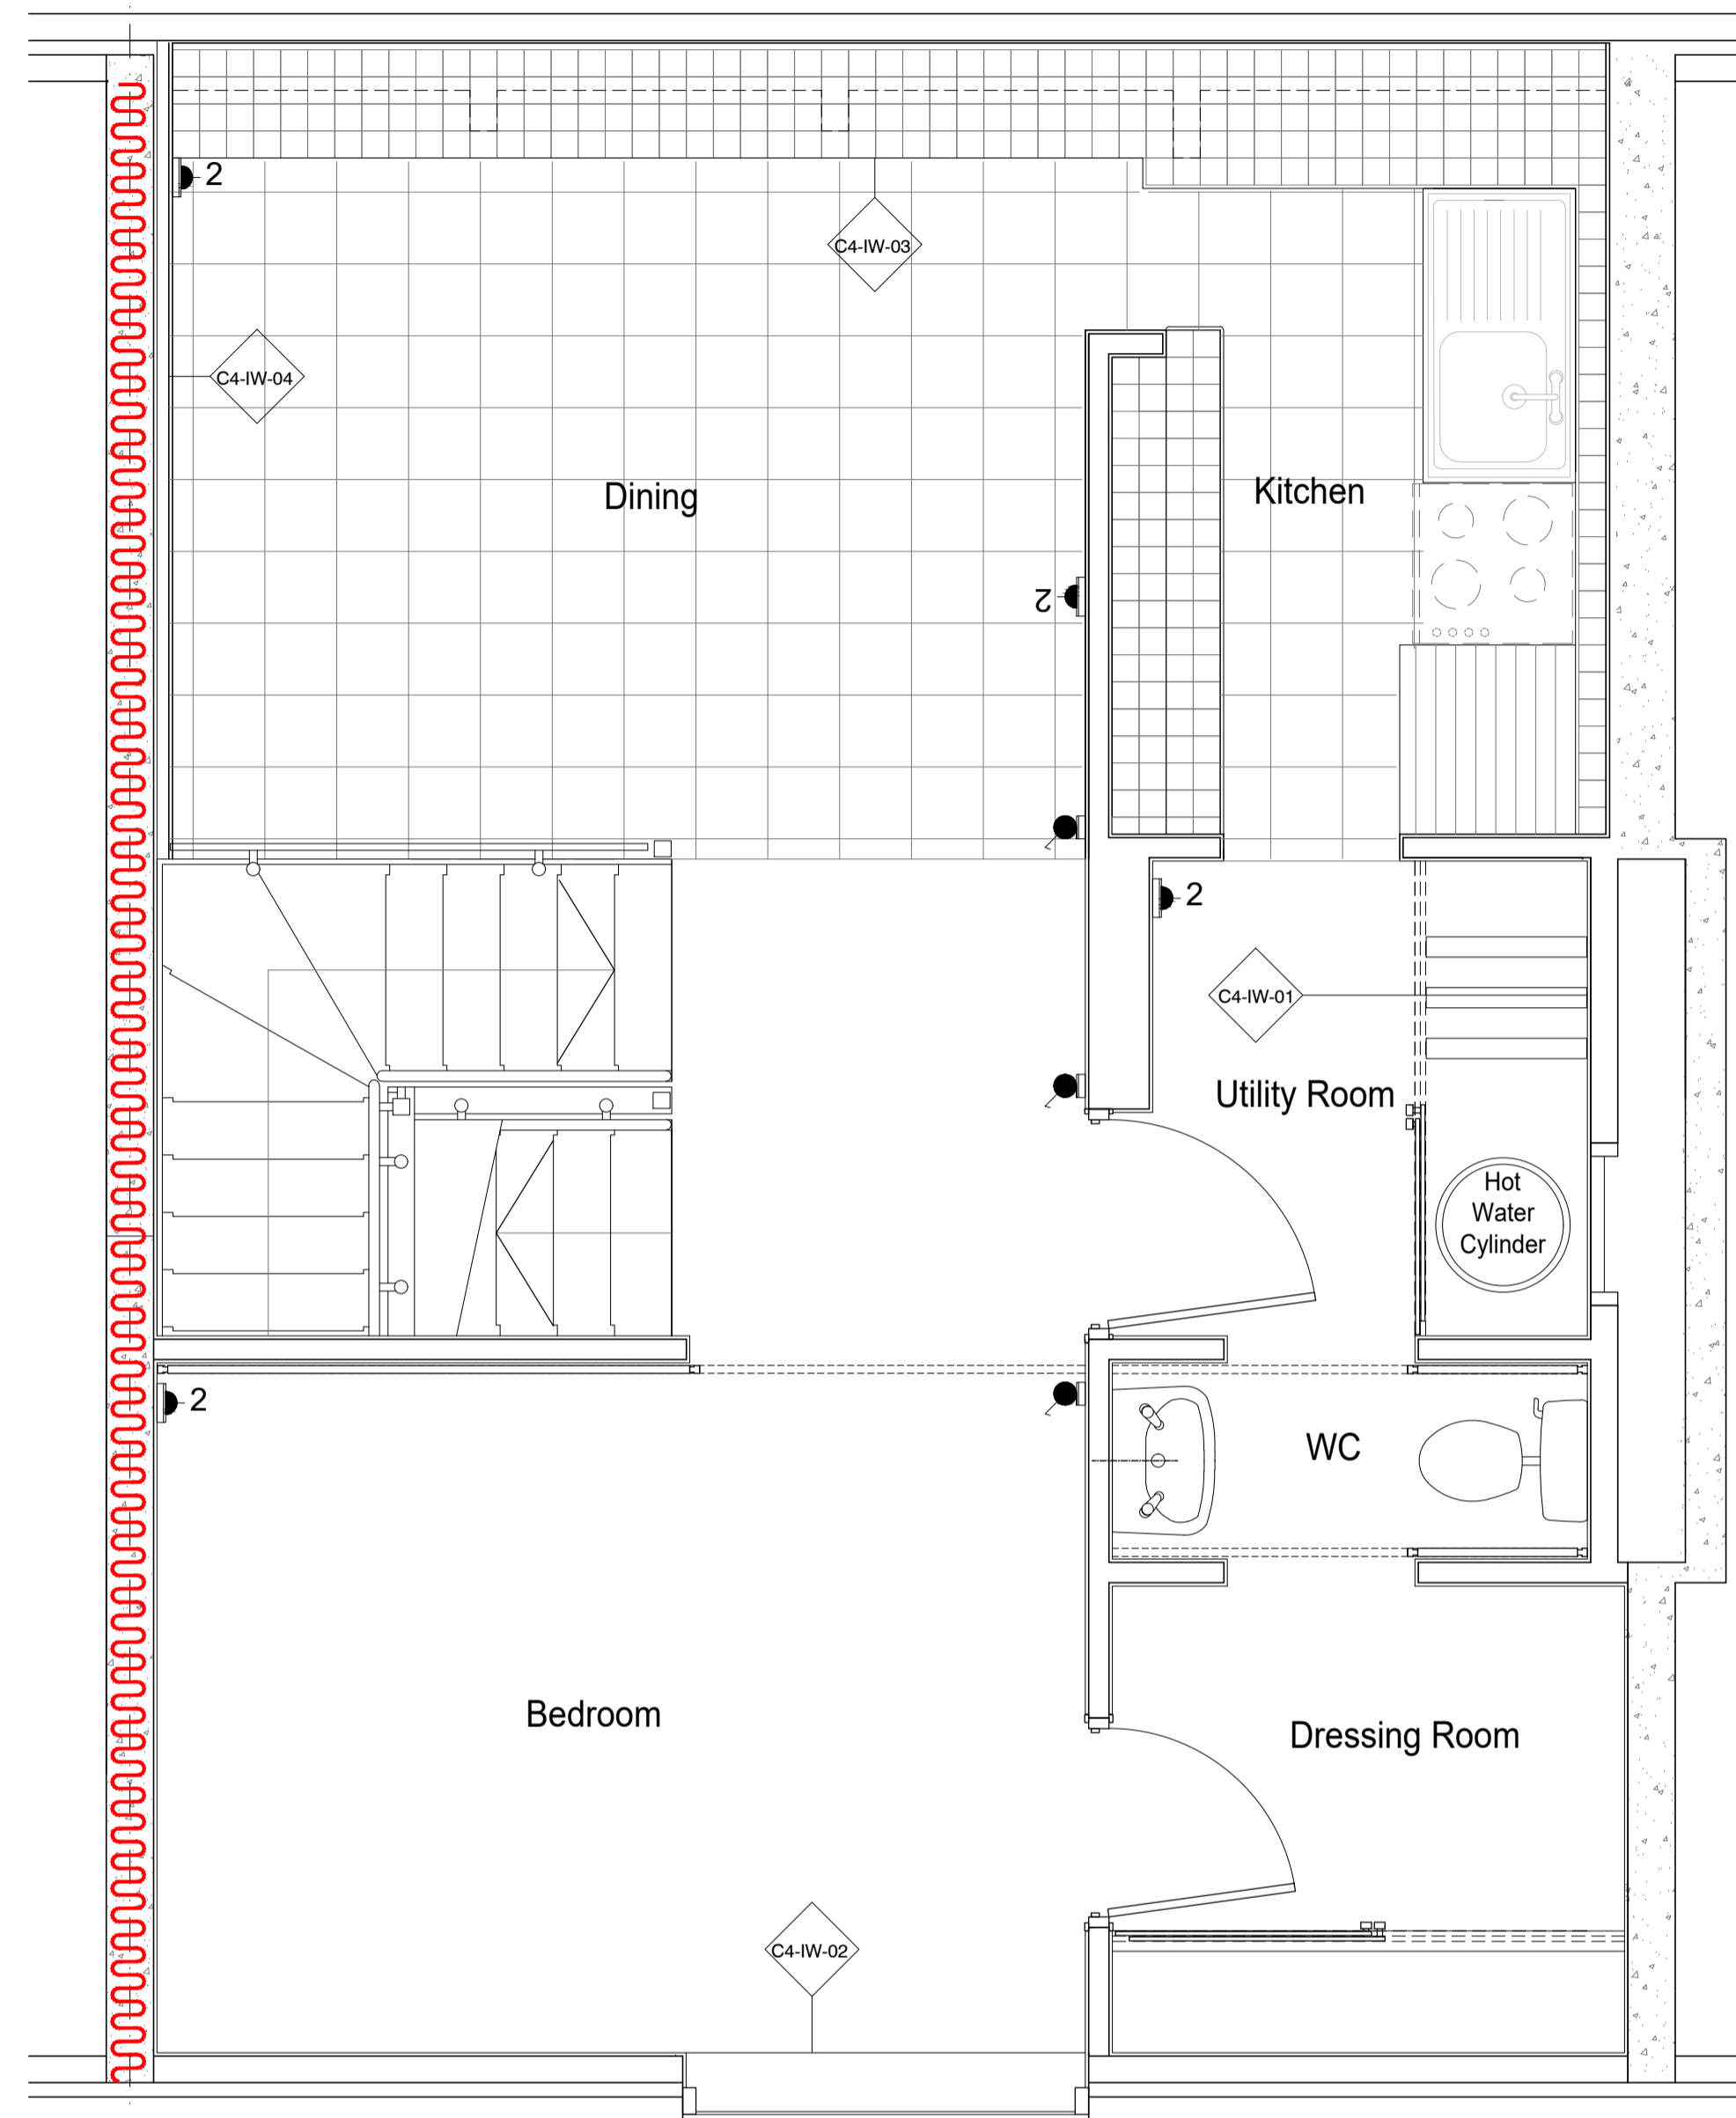 2
C4-IW-03
C4-IW-04
Dining
Kitchen
2
2
C4-IW-01
Utility Room
Hot
Water
Cylinder
2
WC
Bedroom
Dressing Room
C4-IW-02